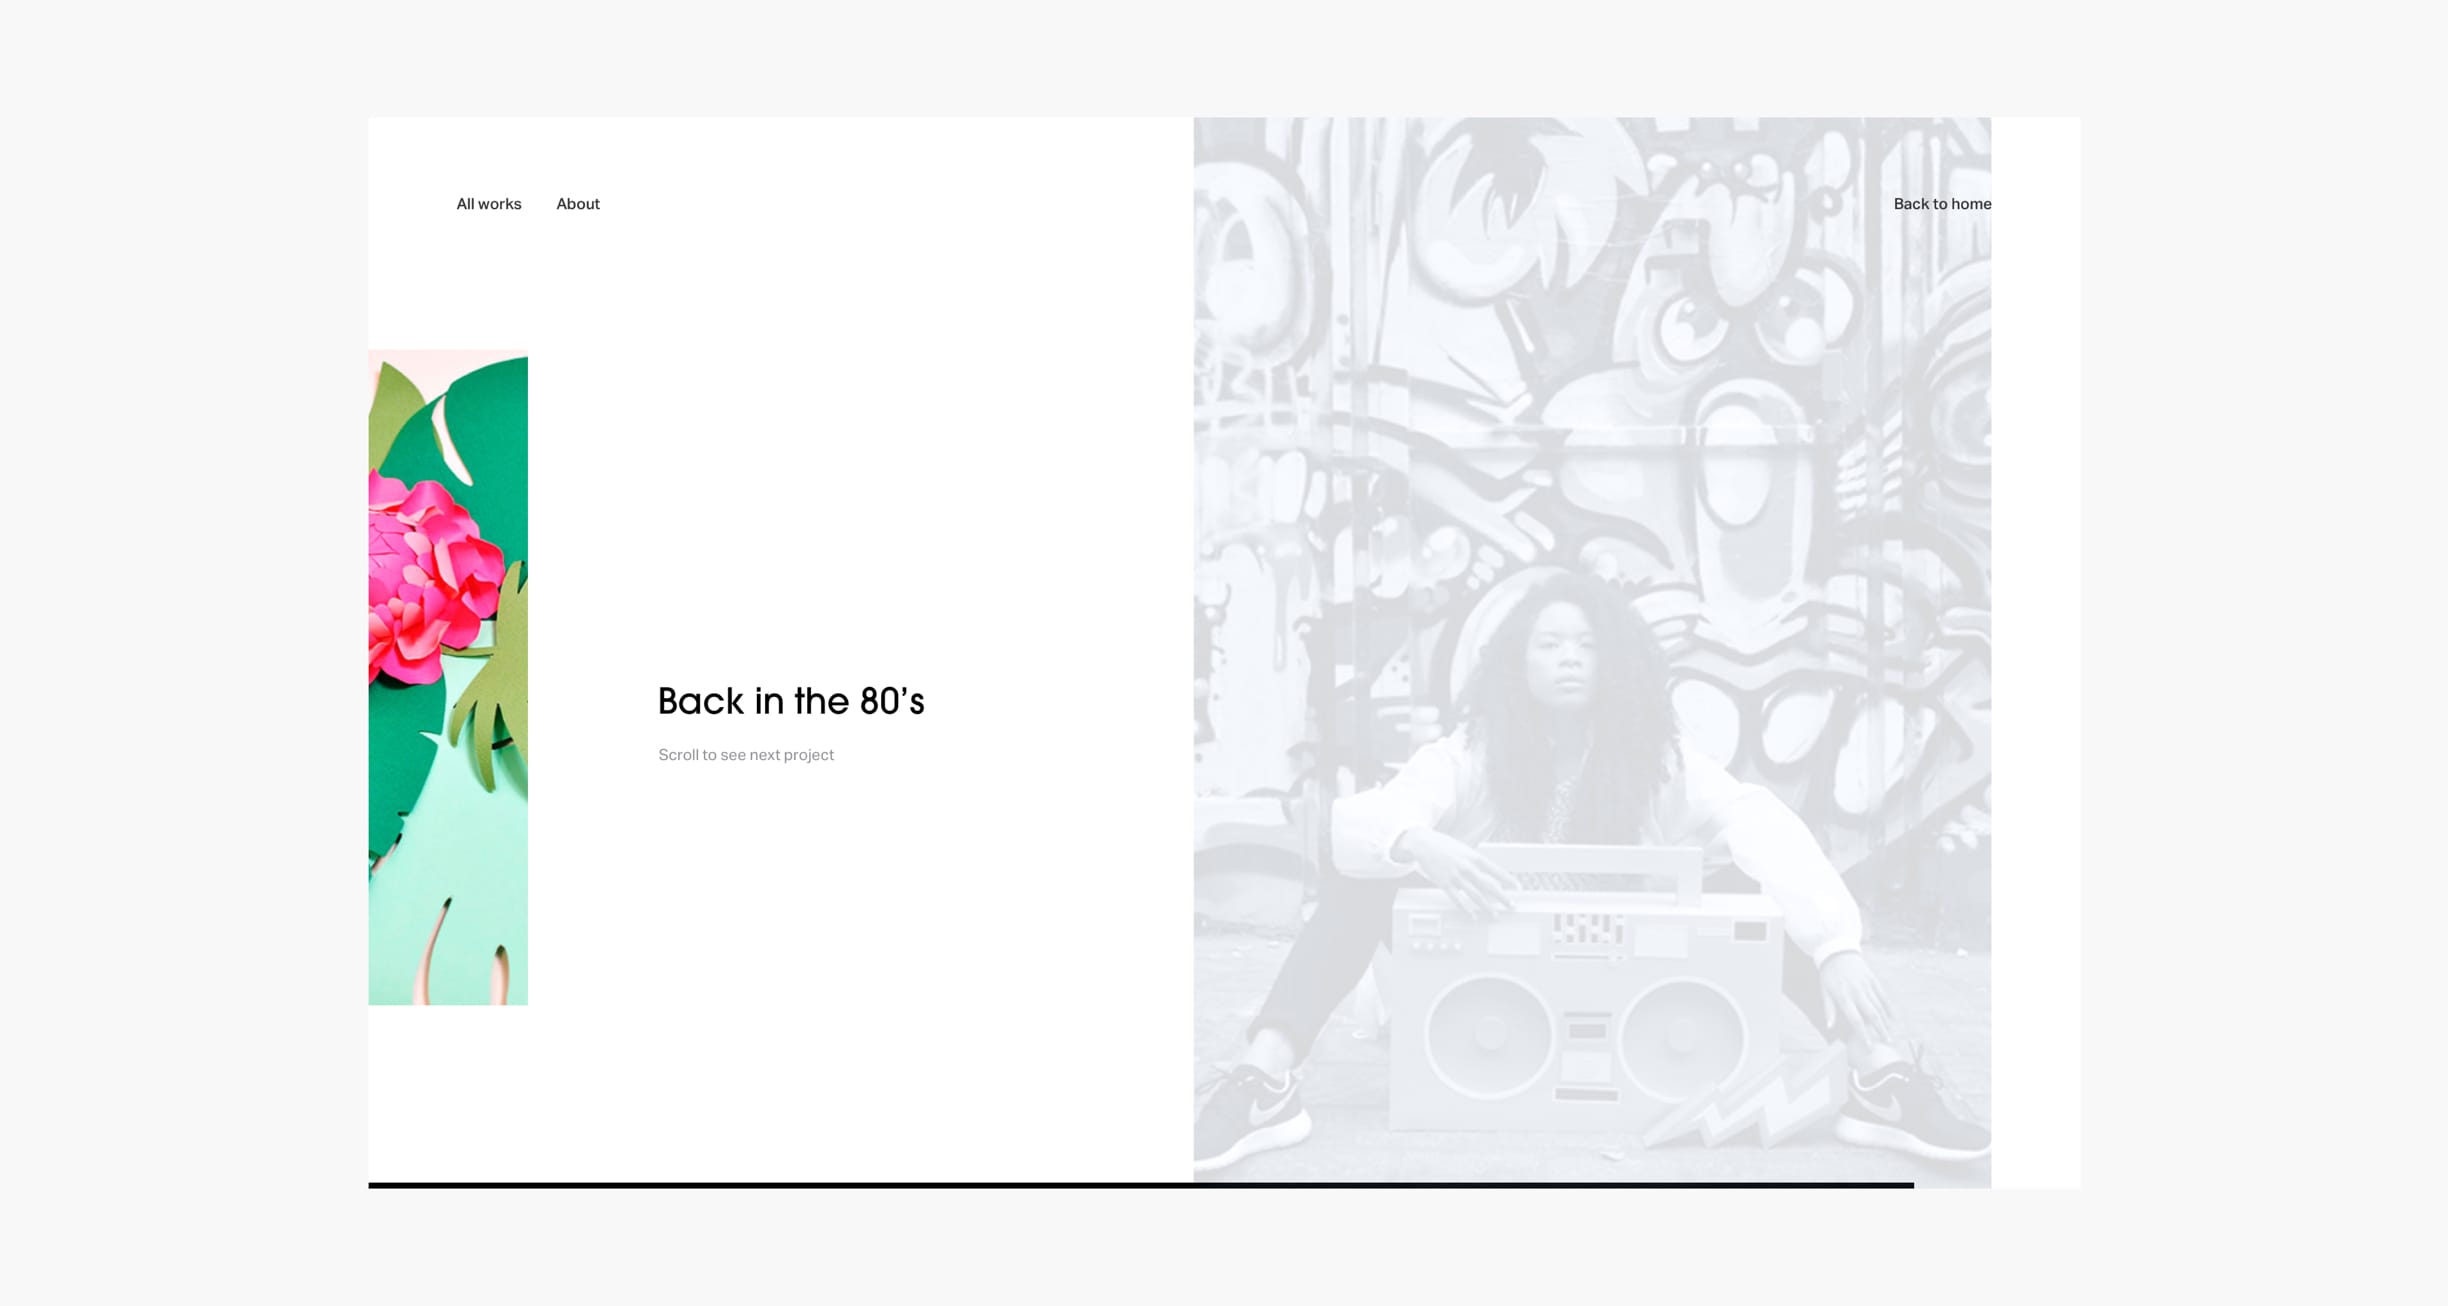 All works
About
Back to home
Back in the 80’s
Scroll to see next project